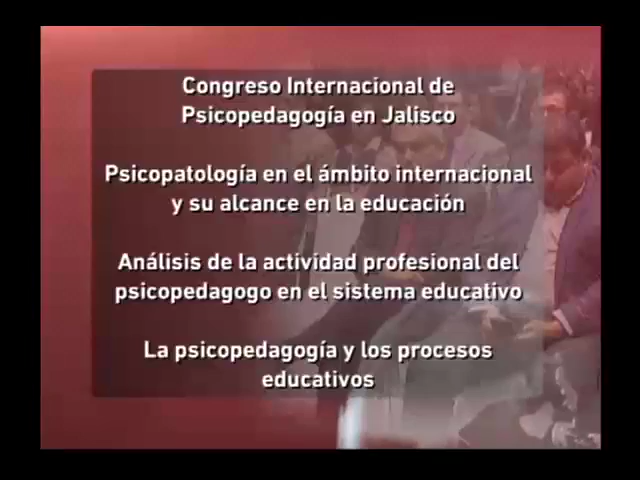 Congreso Internacional de
Psicopedagogía en Jalisco
Psicopatología en el ámbito internacional
y su alcance en la educación
Análisis de la actividad profesional del
psicopedagogo en el sistema educativo
La psicopedagogía y los procesos
educativos